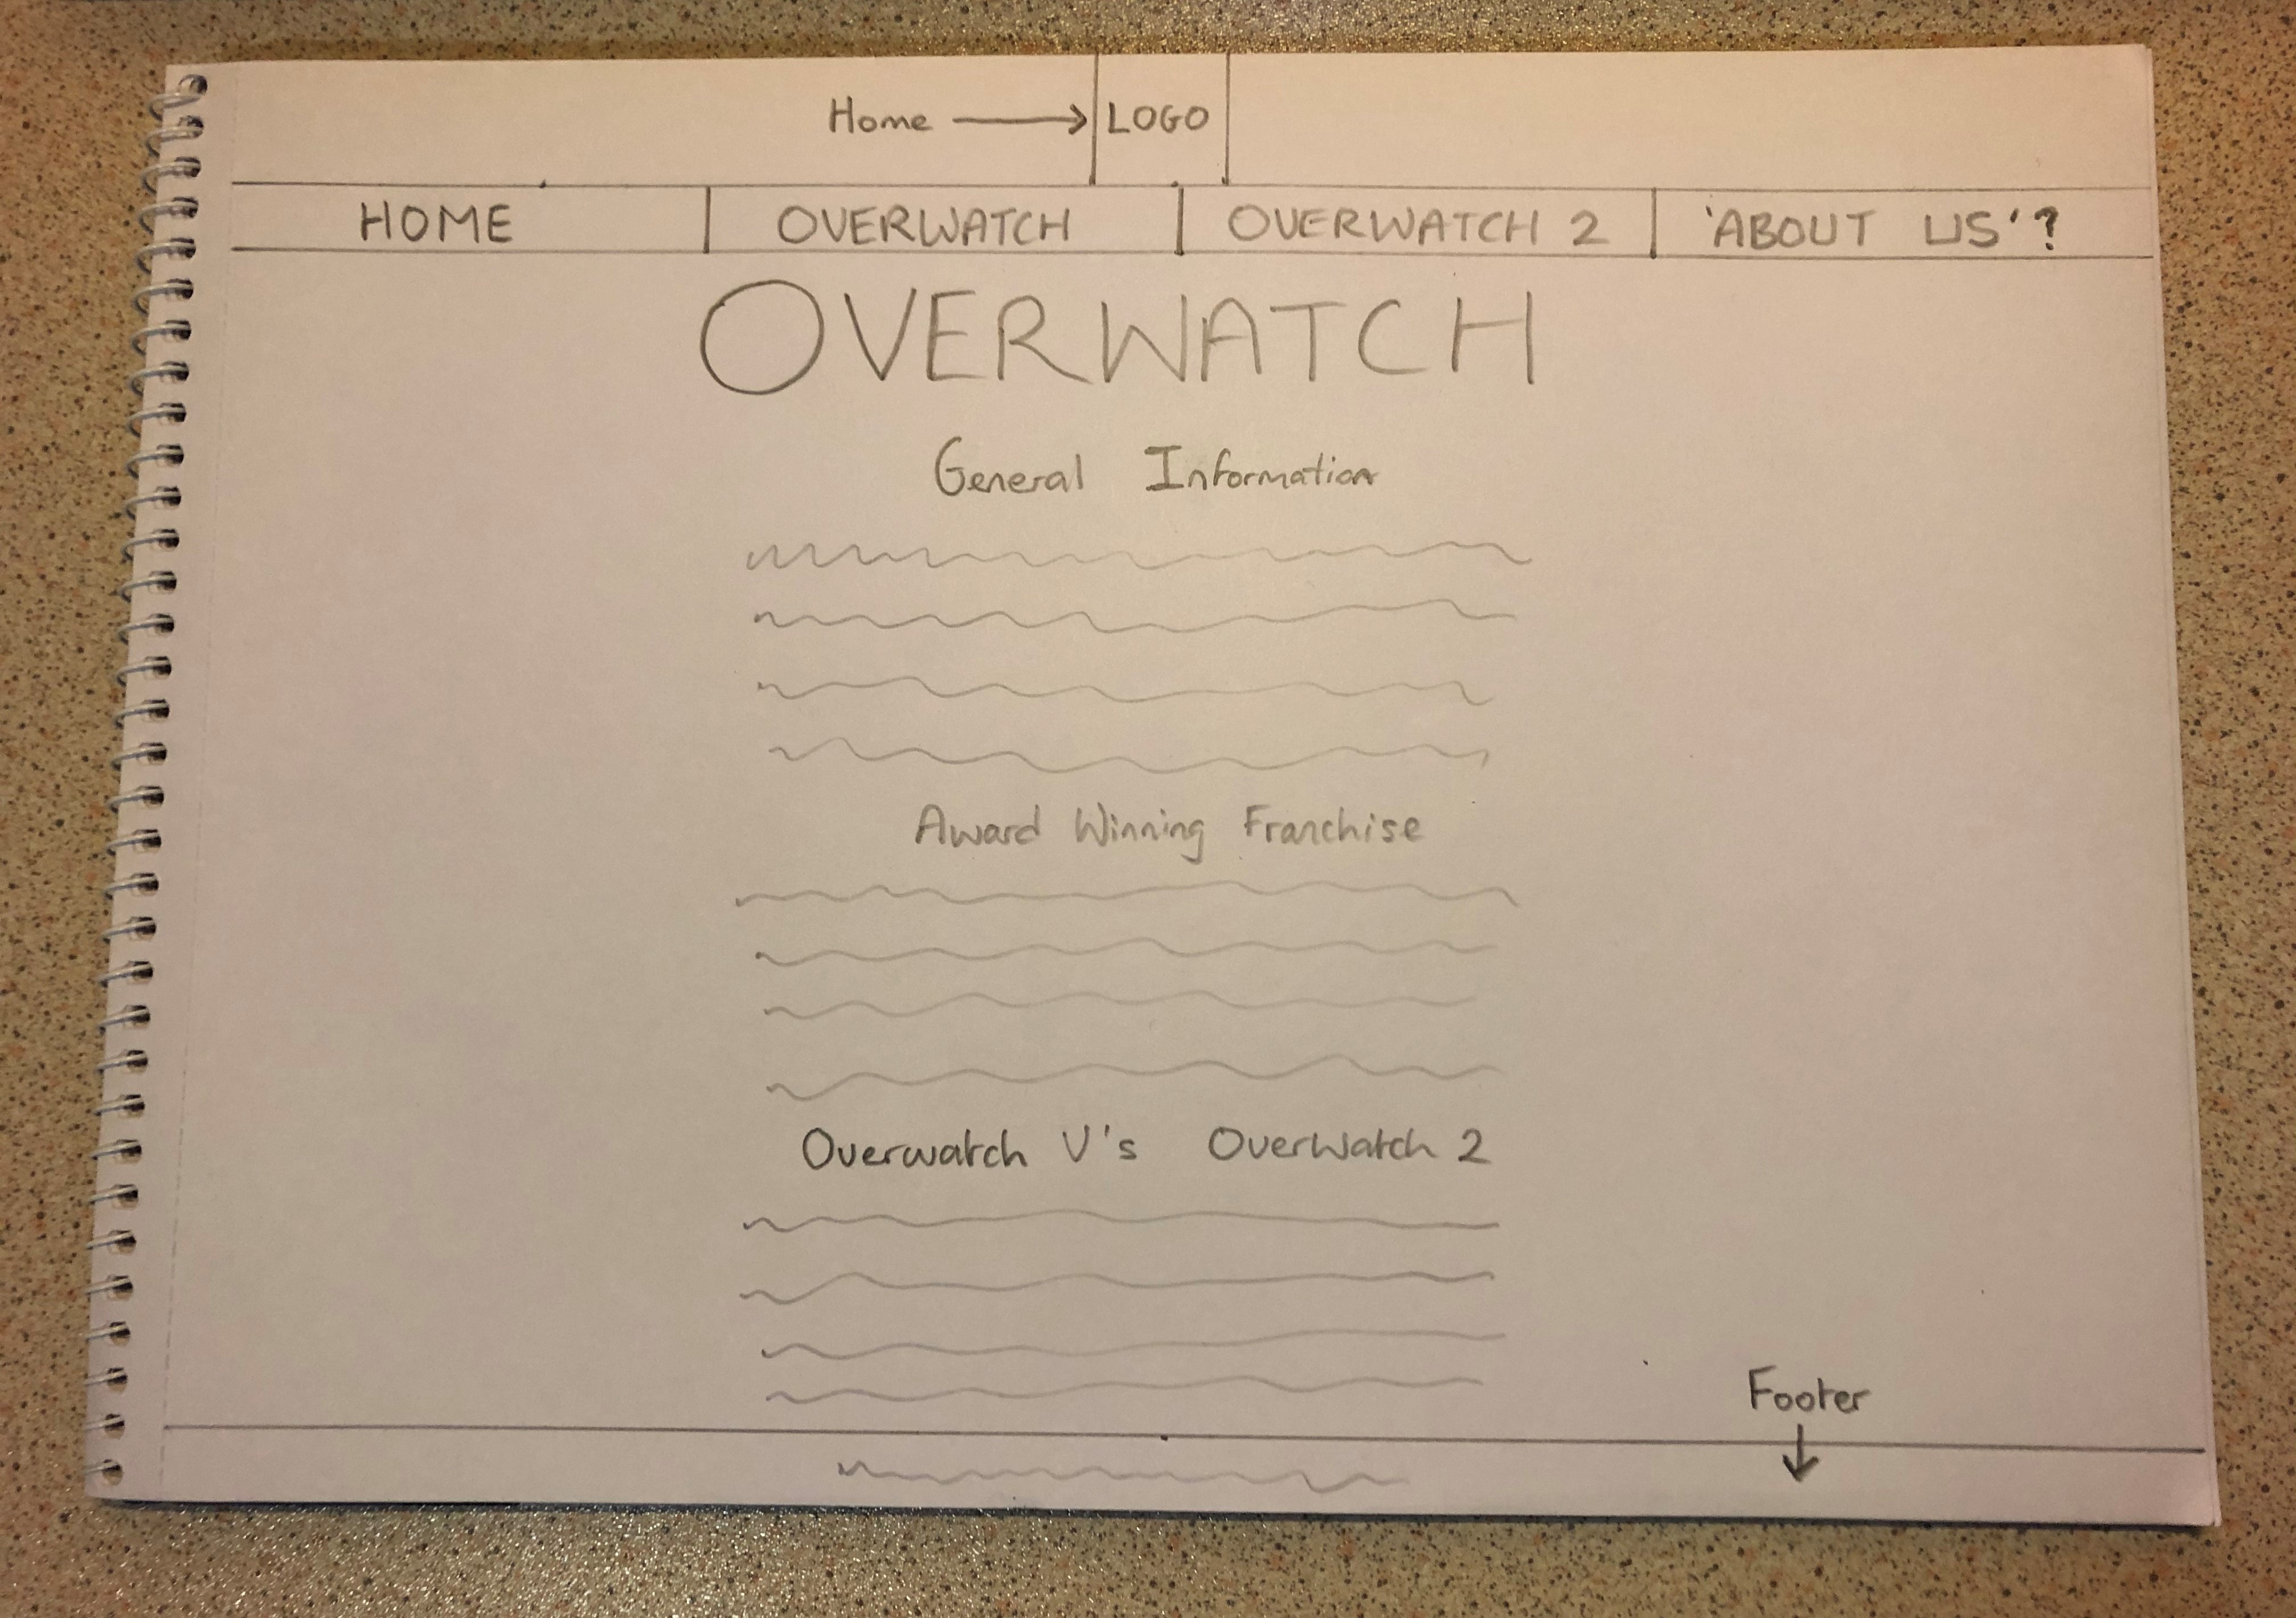 Home LOGO
HOME OVERWATCH OVERWATCH 2 'ABOUT US'?
OVERWATCH
General Information
Award Winning Franchise
Overwatch V's OverWatch 2
Footer